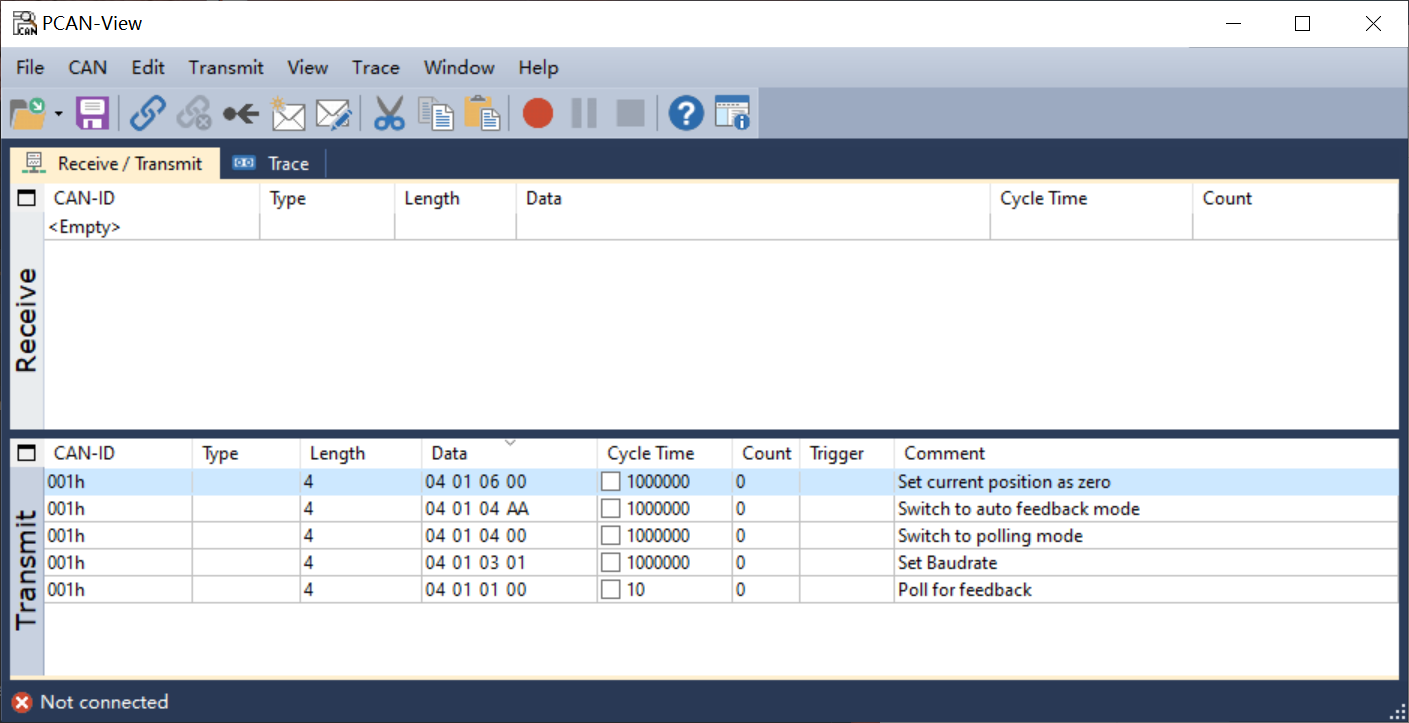 PCAN-View
File CAN Edit Transmit View Trace Window Help
Receive / Transmit Trace
CAN-ID Type Length Data Cycle Time Count
<Empty>
Receive
CAN-ID Type Length Data Cycle Time Count Trigger Comment
001h 4 04 01 06 00 1000000 0 Set current position as zero
001h 4 04 01 04 AA 1000000 0 Switch to auto feedback mode
001h 4 04 01 04 00 1000000 0 Switch to polling mode
001h 4 04 01 03 01 1000000 0 Set Baudrate
001h 4 04 01 01 00 10 0 Poll for feedback
Transmit
Not connected